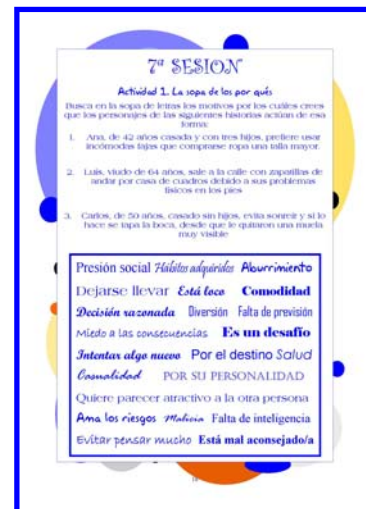 7ª SESION
Actividad 1. La sopa de los por qués
Busca en la sopa de letras los motivos por los cuáles crees
que los personajes de las siguientes historias actúan de esa
forma:
1. Ana, de 42 años casada y con tres hijos, prefiere usar
incómodas fajas que comprarse ropa una talla mayor.
2. Luis, viudo de 64 años, sale a la calle con zapatillas de
andar por casa de cuadros debido a sus problemas
físicos en los pies
3. Carlos, de 50 años, casado sin hijos, evita sonreir y si lo
hace se tapa la boca, desde que le quitaron una muela
muy visible
Presión social Hábitos adquiridos Aburrimiento
Dejarse llevar Está loco Comodidad
Decisión razonada Diversión Falta de previsión
Miedo a las consecuencias Es un desafío
Intentar algo nuevo Por el destino Salud
Casualidad POR SU PERSONALIDAD
Quiere parecer atractivo a la otra persona
Ama los riesgos Malicia Falta de inteligencia
Evitar pensar mucho Está mal aconsejado/a